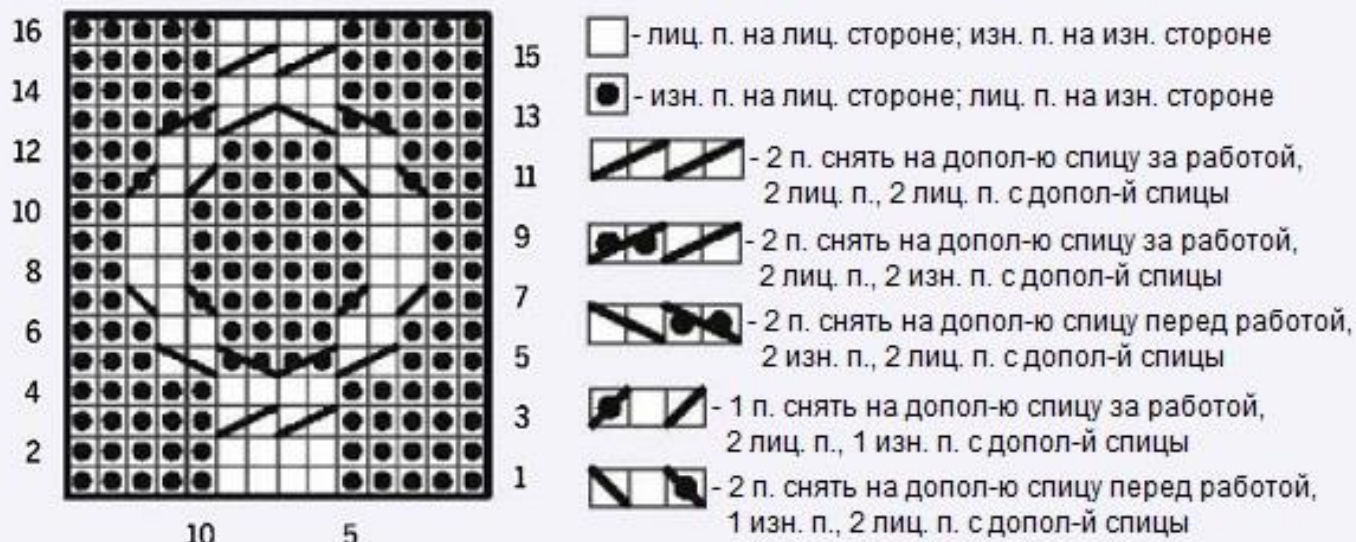 16
15
14
13
12
11
10
9
8
7
6
5
4
3
2
1
10 5
- лиц. п. на лиц. стороне; изн. п. на изн. стороне
- изн. п. на лиц. стороне; лиц. п. на изн. стороне
- 2 п. снять на допол-ю спицу за работой,
2 лиц. п., 2 лиц. п. с допол-й спицы
- 2 п. снять на допол-ю спицу за работой,
2 лиц. п., 2 изн. п. с допол-й спицы
- 2 п. снять на допол-ю спицу перед работой,
2 изн. п., 2 лиц. п. с допол-й спицы
- 1 п. снять на допол-ю спицу за работой,
2 лиц. п., 1 изн. п. с допол-й спицы
- 2 п. снять на допол-ю спицу перед работой,
1 изн. п., 2 лиц. п. с допол-й спицы